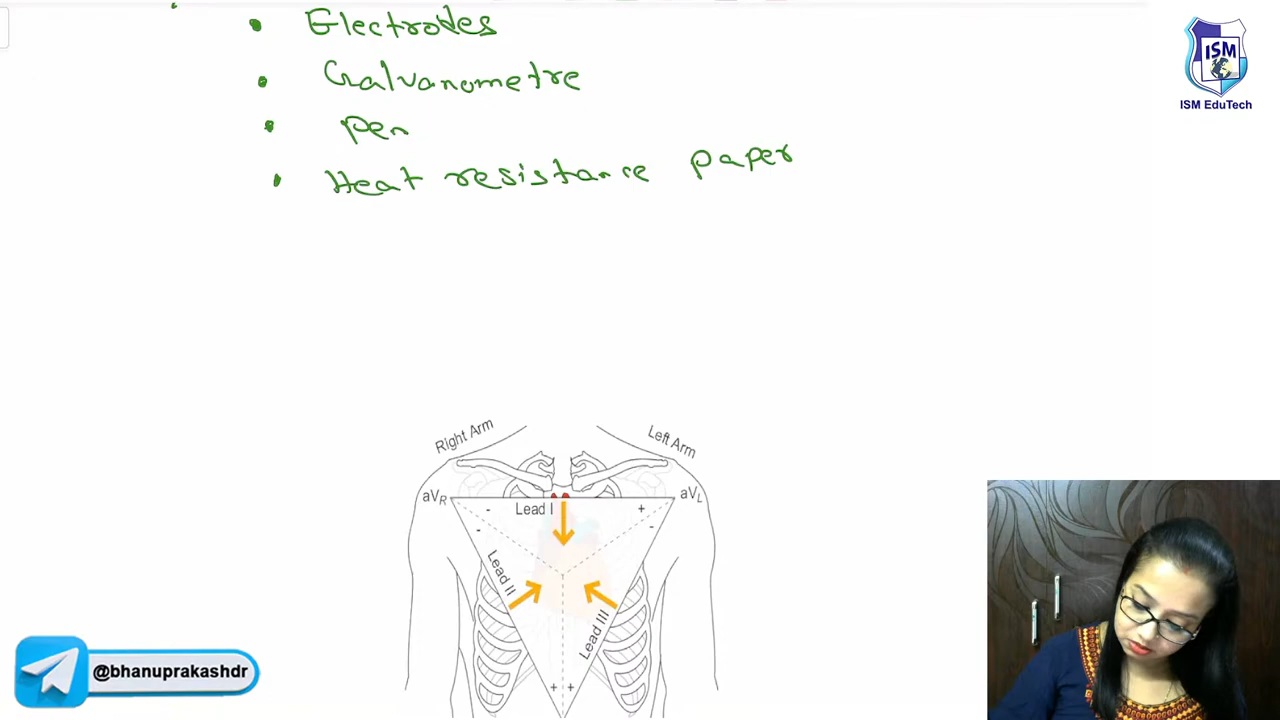 Electrodes
Galvanometre
Pen
Heat resistance paper
ISM
ISM EduTech
Right Arm
Left Arm
aVR
aVL
- Lead I +
- -
Lead II
Lead III
+ +
@bhanuprakashdr